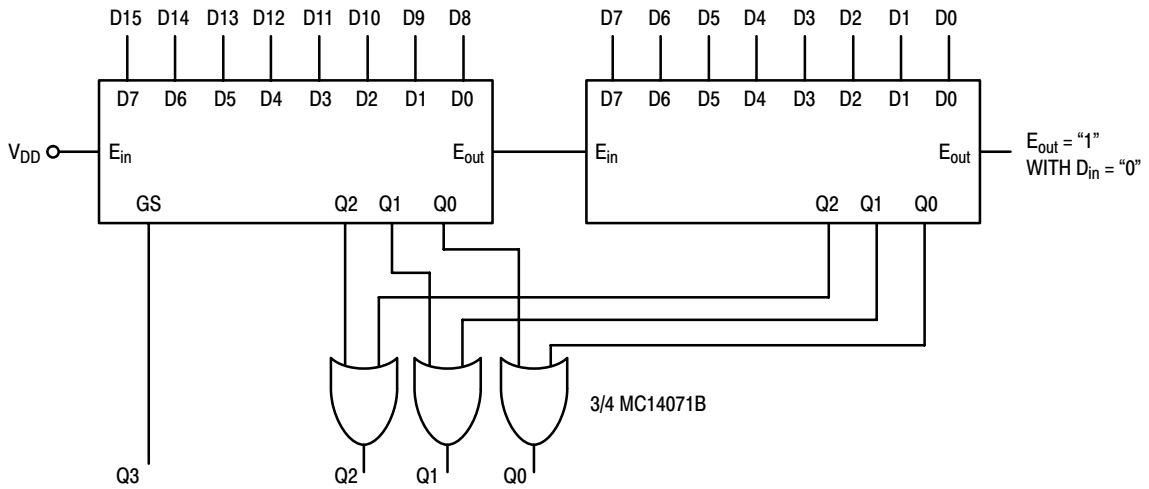 D15 D14 D13 D12 D11 D10 D9 D8 D7 D6 D5 D4 D3 D2 D1 D0
D7 D6 D5 D4 D3 D2 D1 D0 D7 D6 D5 D4 D3 D2 D1 D0
VDD Ein Eout Ein Eout Eout = “1”
WITH Din = “0”
GS Q2 Q1 Q0 Q2 Q1 Q0
3/4 MC14071B
Q3 Q2 Q1 Q0